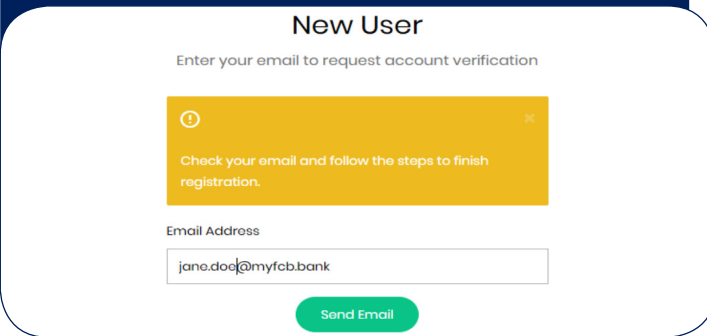 New User
Enter your email to request account verification
Check your email and follow the steps to finish
registration.
Email Address
jane.doe@myfcb.bank
Send Email